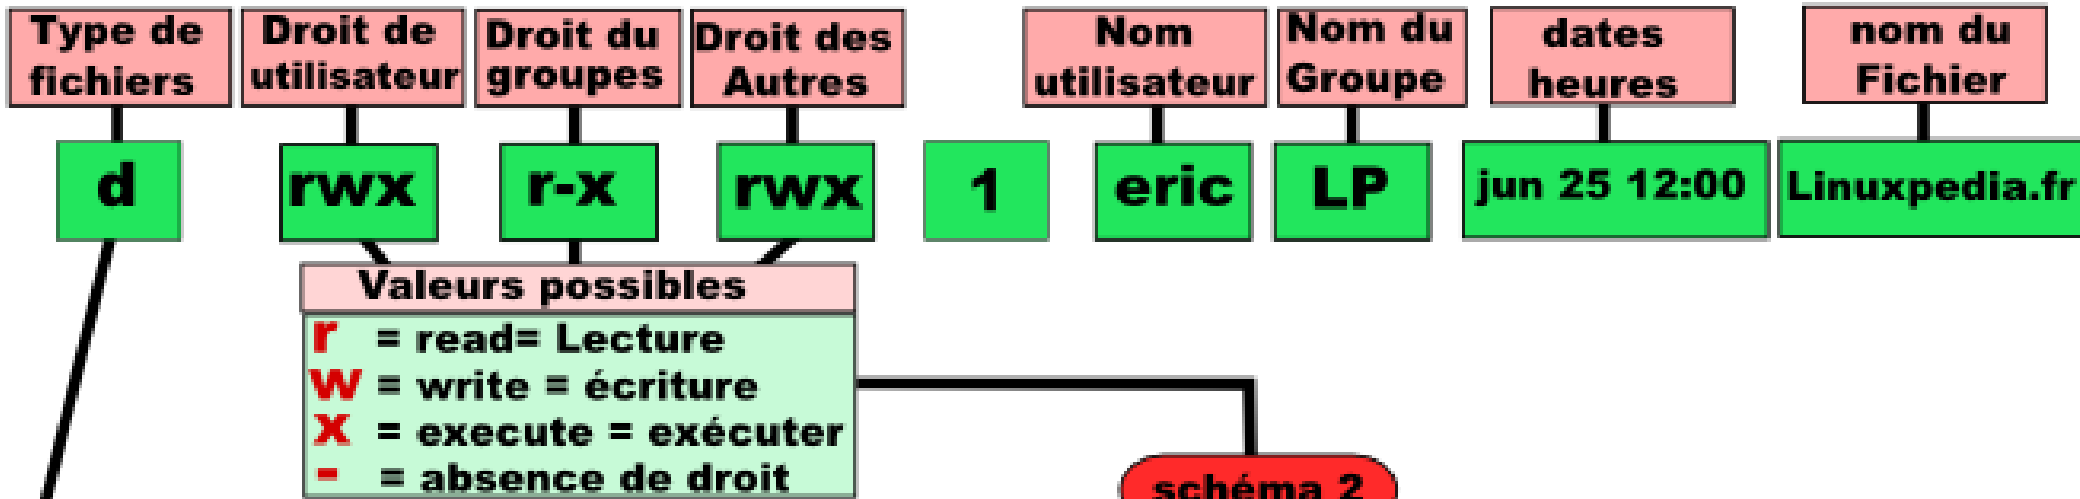 Type de
fichiers
Droit de
utilisateur
Droit du
groupes
Droit des
Autres
Nom
utilisateur
Nom du
Groupe
dates
heures
nom du
Fichier
d
rwx
r-x
rwx
1
eric
LP
jun 25 12:00
Linuxpedia.fr
Valeurs possibles
r = read= Lecture
w = write = écriture
x = execute = exécuter
- = absence de droit
schéma 2